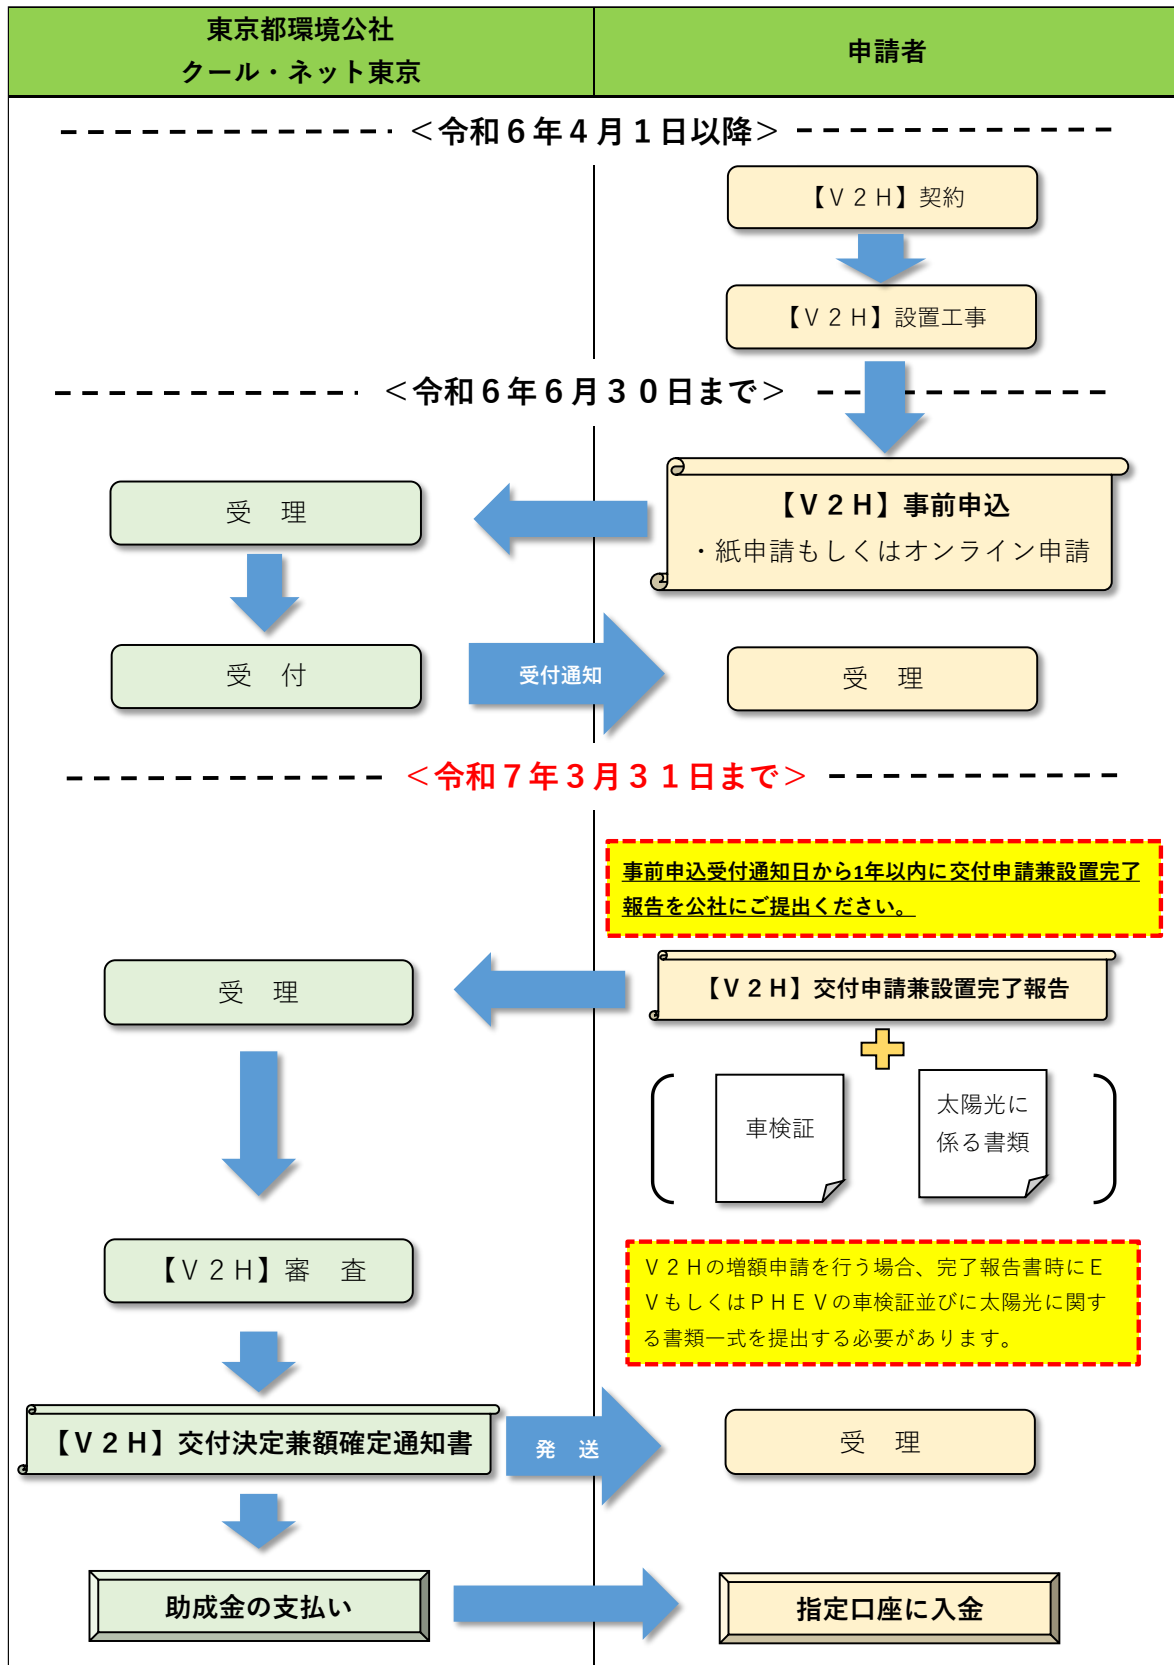 東京都環境公社
クール・ネット東京
申請者
＜令和６年４月１日以降＞
【Ｖ２Ｈ】契約
【Ｖ２Ｈ】設置工事
＜令和６年６月３０日まで＞
【Ｖ２Ｈ】事前申込
・紙申請もしくはオンライン申請
受　理
受　付
受付通知
受　理
＜令和７年３月３１日まで＞
事前申込受付通知日から1年以内に交付申請兼設置完了
報告を公社にご提出ください。
【Ｖ２Ｈ】交付申請兼設置完了報告
受　理
車検証
太陽光に
係る書類
【Ｖ２Ｈ】審　査
Ｖ２Ｈの増額申請を行う場合、完了報告書時にＥ
ＶもしくはＰＨＥＶの車検証並びに太陽光に関す
る書類一式を提出する必要があります。
【Ｖ２Ｈ】交付決定兼額確定通知書
発　送
受　理
助成金の支払い
指定口座に入金